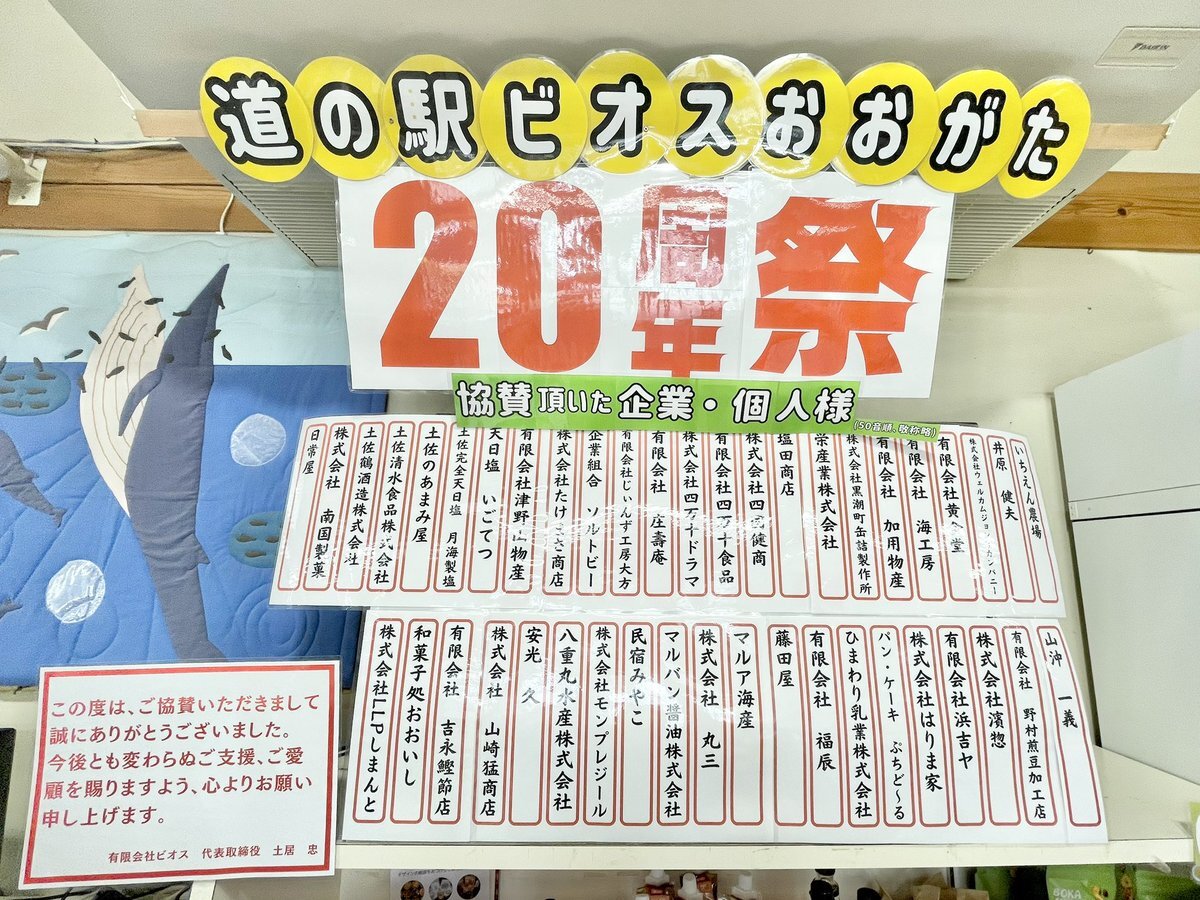 DAIKIN
道の駅ビオスおおがた
20周年祭
協賛頂いた企業・個人様
(50音順、敬称略)
いちえん農場
井原 健夫
株式会社ウェルカムジョンカンパニー
有限会社黄金堂
有限会社 海工房
有限会社 加用物産
株式会社黒潮町缶詰製作所
栄産業株式会社
塩田商店
株式会社四国健商
有限会社四万十食品
株式会社四万十ドラマ
有限会社 庄壽庵
有限会社じぃんず工房大方
企業組合 ソルトビー
株式会社たけまさ商店
有限会社津野山物産
天日塩 いごてつ
土佐完全天日塩 月海製塩
土佐のあまみ屋
土佐清水食品株式会社
土佐鶴酒造株式会社
株式会社 南国製菓
日常屋
山沖 一義
有限会社 野村煎豆加工店
株式会社濱惣
有限会社浜吉ヤ
株式会社はりま家
パン・ケーキ ぷちど~る
ひまわり乳業株式会社
有限会社 福辰
藤田屋
マルア海産
株式会社 丸三
マルバン醤油株式会社
民宿みやこ
株式会社モンプレジール
八重丸水産株式会社
安光 久
株式会社 山崎猛商店
有限会社 吉永鰹節店
和菓子処おおいし
株式会社LLPしまんと
この度は、ご協賛いただきまして
誠にありがとうございました。
今後とも変わらぬご支援、ご愛
顧を賜りますよう、心よりお願い
申し上げます。
有限会社ビオス 代表取締役 土居 忠
BOKA